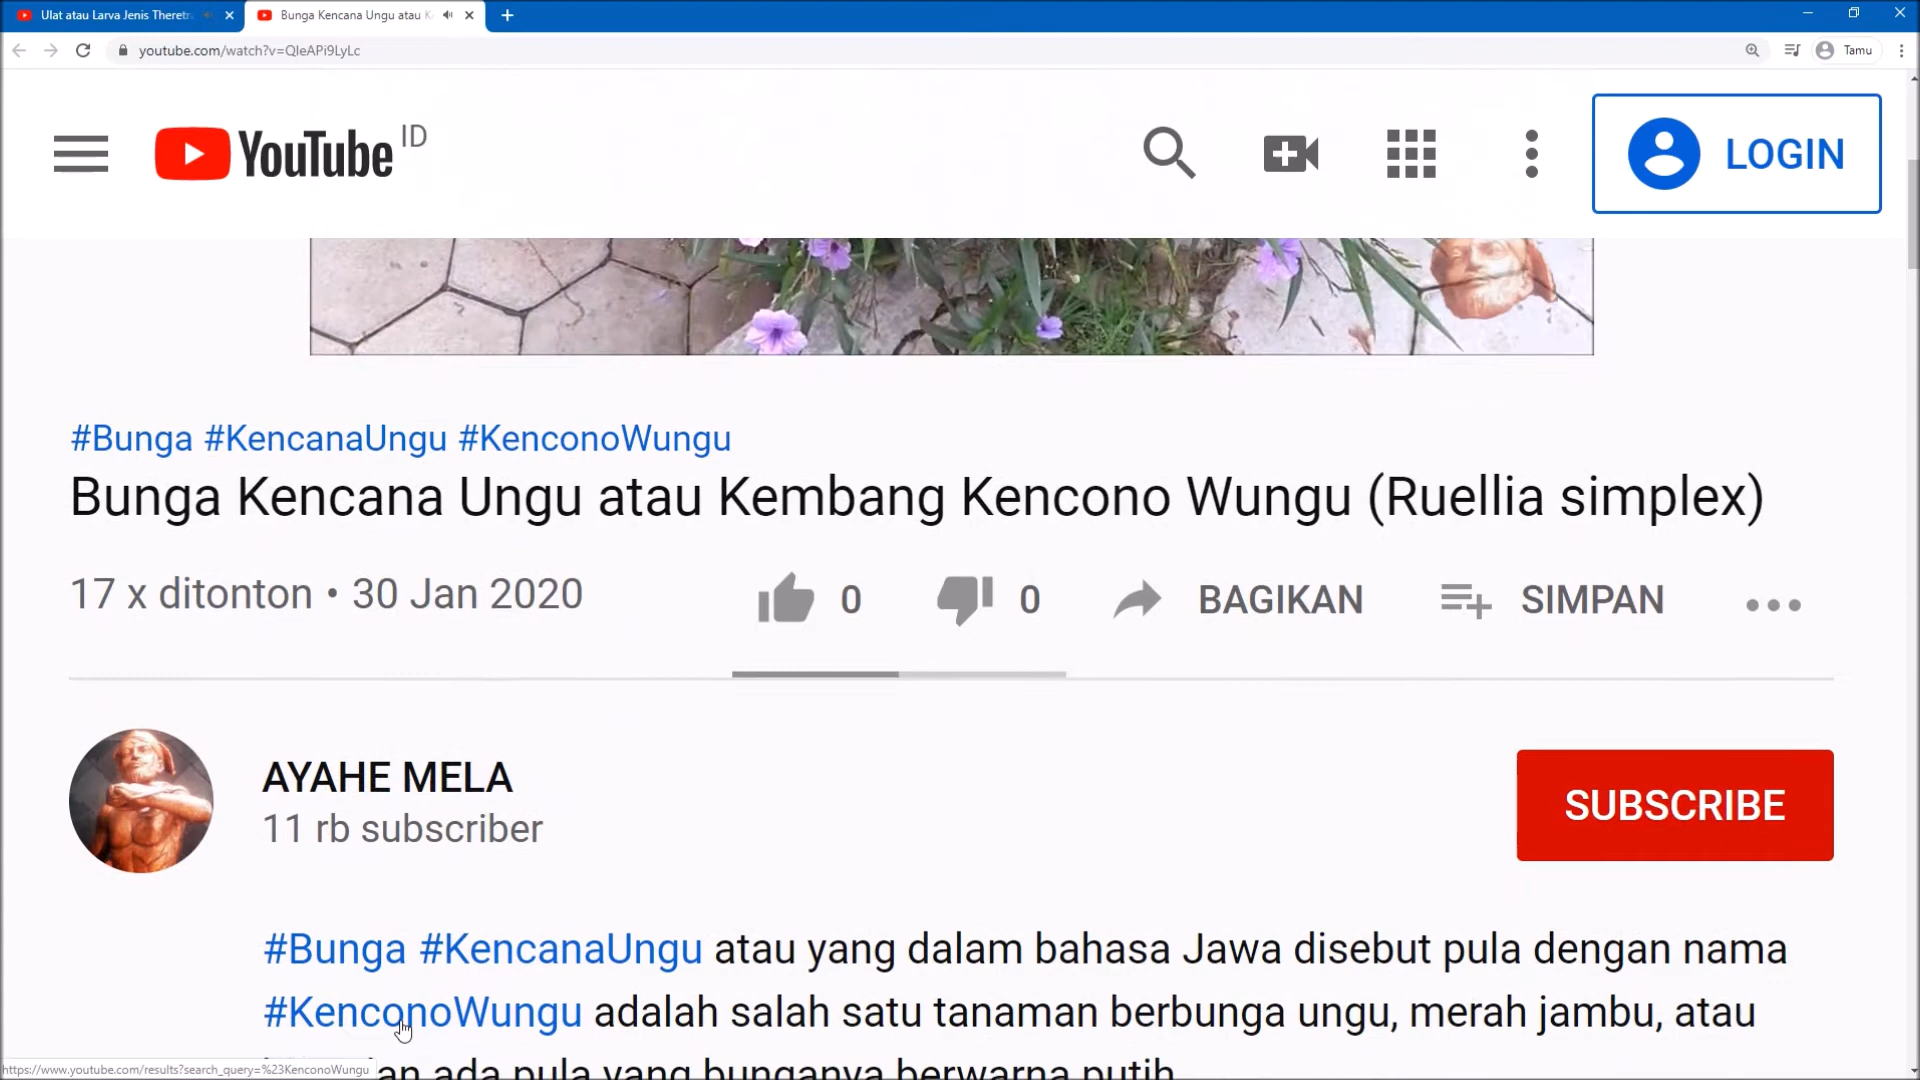 Ulat atau Larva Jenis Theretr
Bunga Kencana Ungu atau K
youtube.com/watch?v=QIeAPi9LyLc
Tamu
YouTube ID
LOGIN
#Bunga #KencanaUngu #KenconoWungu
Bunga Kencana Ungu atau Kembang Kencono Wungu (Ruellia simplex)
17 x ditonton • 30 Jan 2020
0
0
BAGIKAN
SIMPAN
AYAHE MELA
11 rb subscriber
SUBSCRIBE
#Bunga #KencanaUngu atau yang dalam bahasa Jawa disebut pula dengan nama
#KenconoWungu adalah salah satu tanaman berbunga ungu, merah jambu, atau
ada pula yang bunganya berwarna putih
https://www.youtube.com/results?search_query=%23KenconoWungu